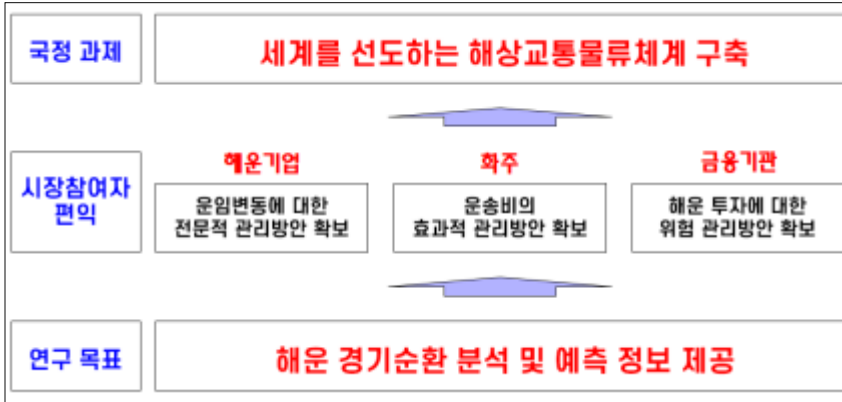 국정 과제
세계를 선도하는 해상교통물류체계 구축
시장참여자
편익
해운기업
운임변동에 대한
전문적 관리방안 확보
화주
운송비의
효과적 관리방안 확보
금융기관
해운 투자에 대한
위험 관리방안 확보
연구 목표
해운 경기순환 분석 및 예측 정보 제공